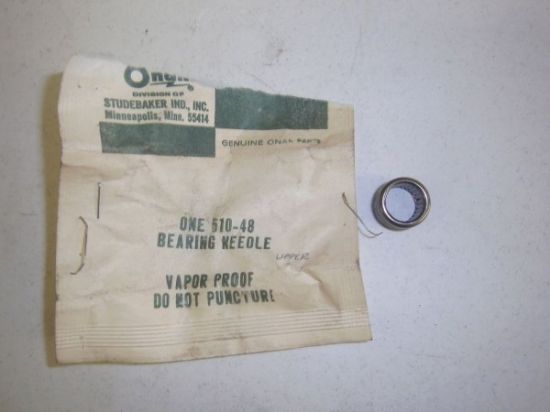 Onan
DIVISION OF
STUDEBAKER IND., INC.
Minneapolis, Minn. 55414
GENUINE ONAN PARTS
ONE 510-48
BEARING NEEDLE
UPPER
VAPOR PROOF
DO NOT PUNCTURE